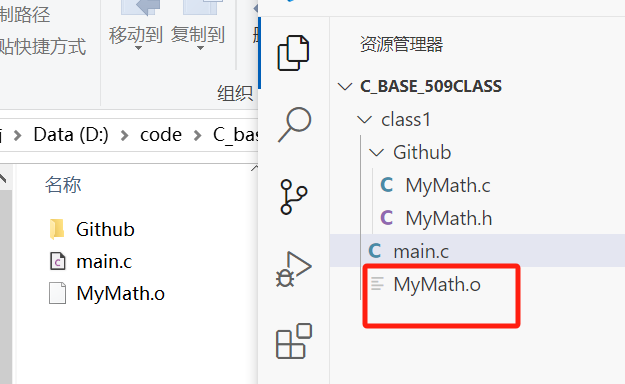 制路径
贴快捷方式
移动到
复制到
组织
Data (D:)
code
C_bas
名称
Github
main.c
MyMath.o
资源管理器
C_BASE_509CLASS
class1
Github
C MyMath.c
C MyMath.h
C main.c
MyMath.o